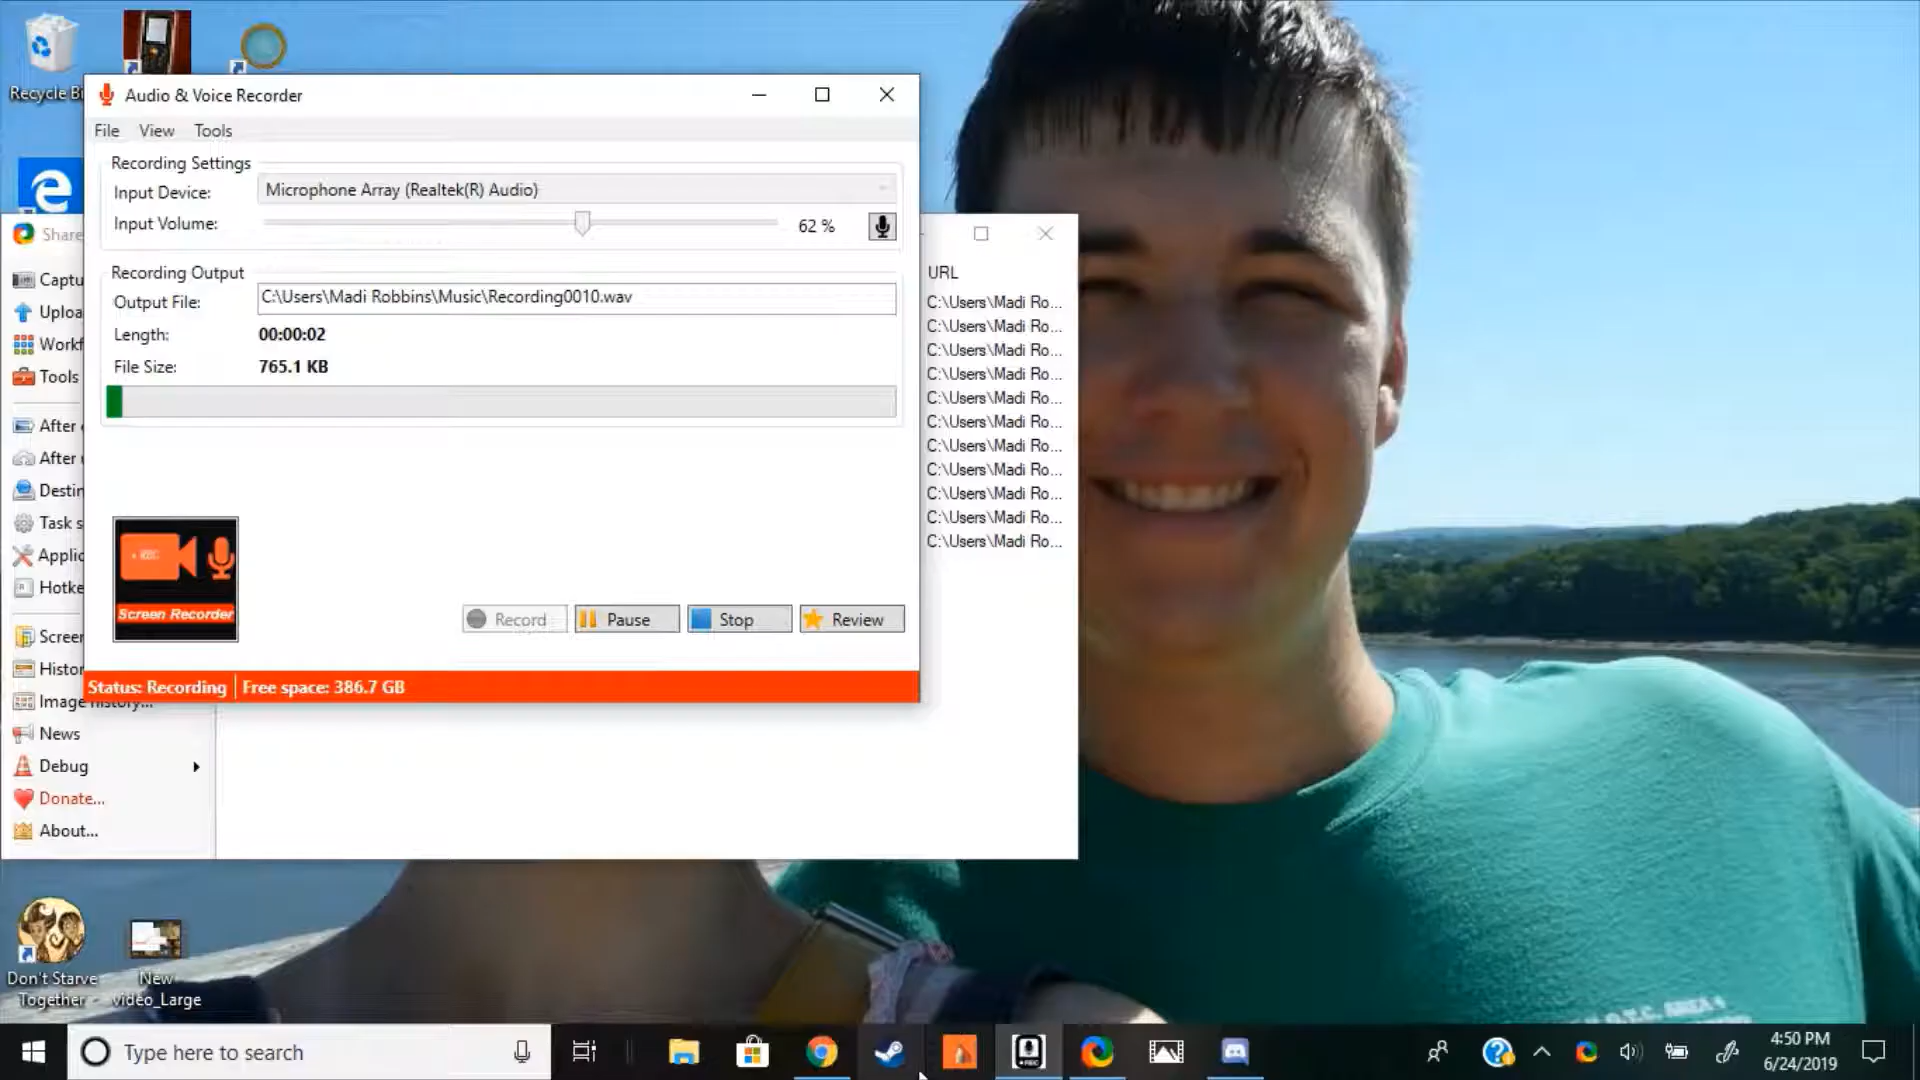 Recycle Bi
Audio & Voice Recorder
File View Tools
Recording Settings
Input Device: Microphone Array (Realtek(R) Audio)
Input Volume: 62 %
Recording Output
Output File: C:\Users\Madi Robbins\Music\Recording0010.wav
Length: 00:00:02
File Size: 765.1 KB
REC
Screen Recorder
Record Pause Stop Review
Status: Recording Free space: 386.7 GB
Share
Captu
Uploa
Workf
Tools
After
After
Destin
Task s
Applic
Hotke
Screer
Histor
Image history...
News
Debug
Donate...
About...
URL
C:\Users\Madi Ro...
C:\Users\Madi Ro...
C:\Users\Madi Ro...
C:\Users\Madi Ro...
C:\Users\Madi Ro...
C:\Users\Madi Ro...
C:\Users\Madi Ro...
C:\Users\Madi Ro...
C:\Users\Madi Ro...
C:\Users\Madi Ro...
C:\Users\Madi Ro...
Don't Starve
Together
New
video_Large
Type here to search
REC
4:50 PM
6/24/2019